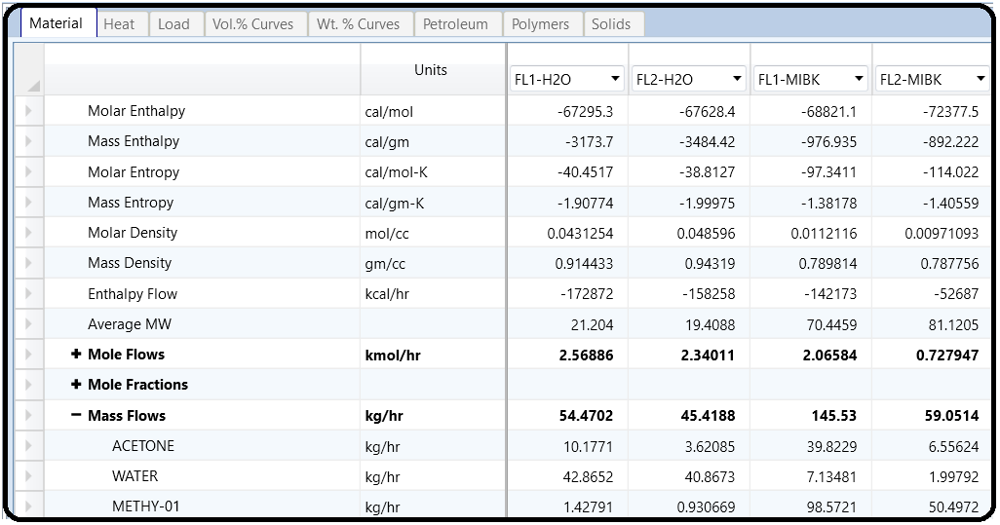 Material Heat Load Vol.% Curves Wt. % Curves Petroleum Polymers Solids
Units FL1-H2O FL2-H2O FL1-MIBK FL2-MIBK
Molar Enthalpy cal/mol -67295.3 -67628.4 -68821.1 -72377.5
Mass Enthalpy cal/gm -3173.7 -3484.42 -976.935 -892.222
Molar Entropy cal/mol-K -40.4517 -38.8127 -97.3411 -114.022
Mass Entropy cal/gm-K -1.90774 -1.99975 -1.38178 -1.40559
Molar Density mol/cc 0.0431254 0.048596 0.0112116 0.00971093
Mass Density gm/cc 0.914433 0.94319 0.789814 0.787756
Enthalpy Flow kcal/hr -172872 -158258 -142173 -52687
Average MW 21.204 19.4088 70.4459 81.1205
+ Mole Flows kmol/hr 2.56886 2.34011 2.06584 0.727947
+ Mole Fractions
− Mass Flows kg/hr 54.4702 45.4188 145.53 59.0514
ACETONE kg/hr 10.1771 3.62085 39.8229 6.55624
WATER kg/hr 42.8652 40.8673 7.13481 1.99792
METHY-01 kg/hr 1.42791 0.930669 98.5721 50.4972